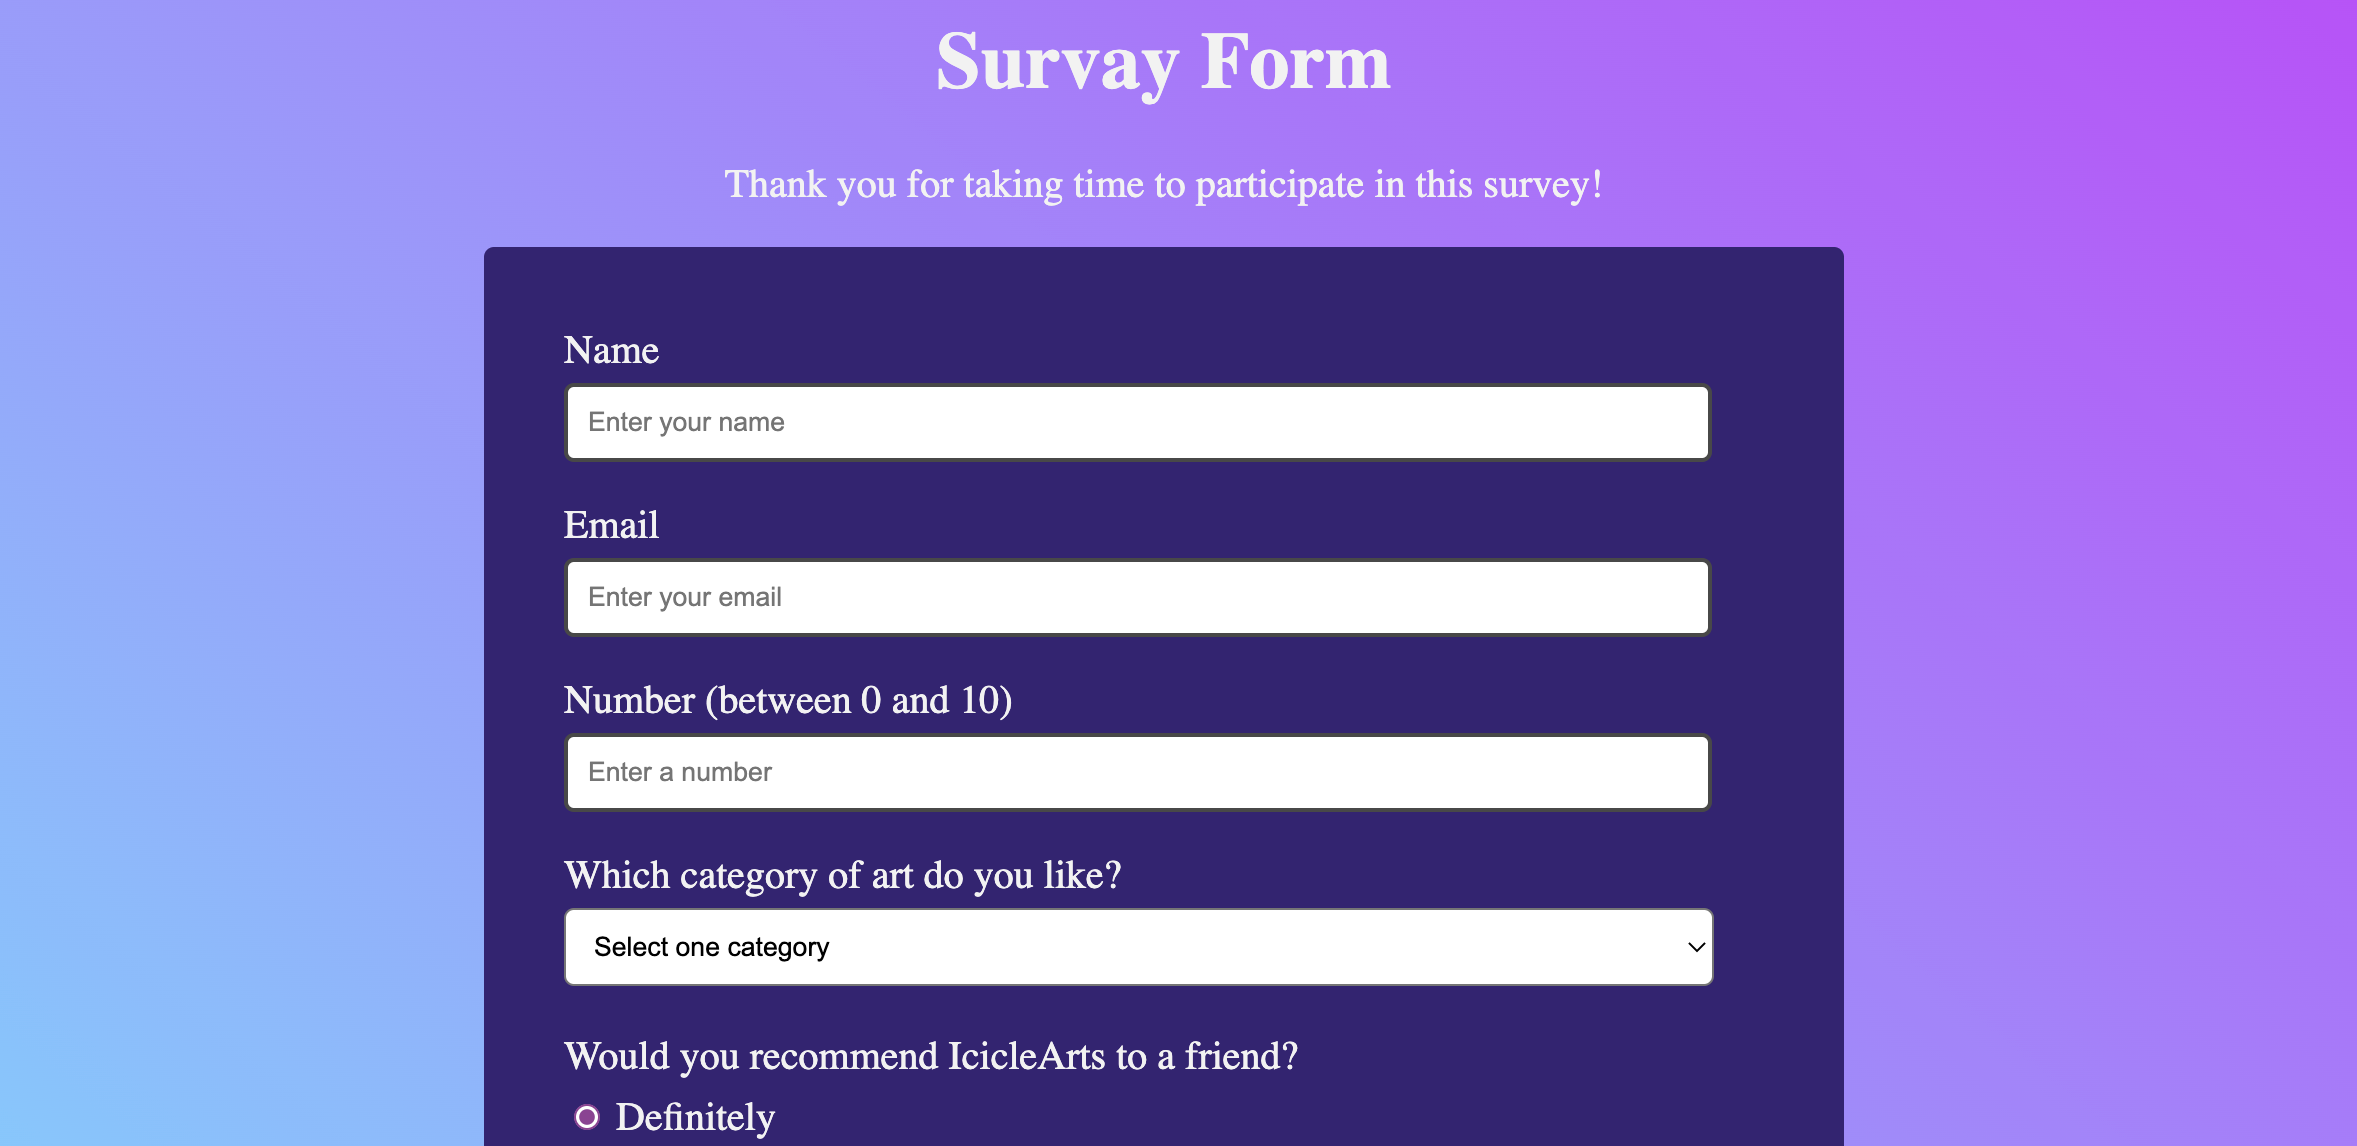 Survay Form
Thank you for taking time to participate in this survey!
Name
Enter your name
Email
Enter your email
Number (between 0 and 10)
Enter a number
Which category of art do you like?
Select one category
Would you recommend IcicleArts to a friend?
Definitely